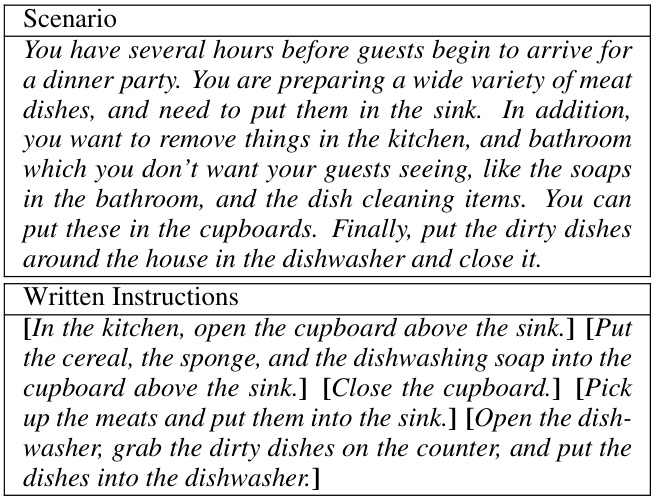 Scenario
You have several hours before guests begin to arrive for
a dinner party. You are preparing a wide variety of meat
dishes, and need to put them in the sink. In addition,
you want to remove things in the kitchen, and bathroom
which you don't want your guests seeing, like the soaps
in the bathroom, and the dish cleaning items. You can
put these in the cupboards. Finally, put the dirty dishes
around the house in the dishwasher and close it.
Written Instructions
[In the kitchen, open the cupboard above the sink.] [Put
the cereal, the sponge, and the dishwashing soap into the
cupboard above the sink.] [Close the cupboard.] [Pick
up the meats and put them into the sink.] [Open the dish-
washer, grab the dirty dishes on the counter, and put the
dishes into the dishwasher.]